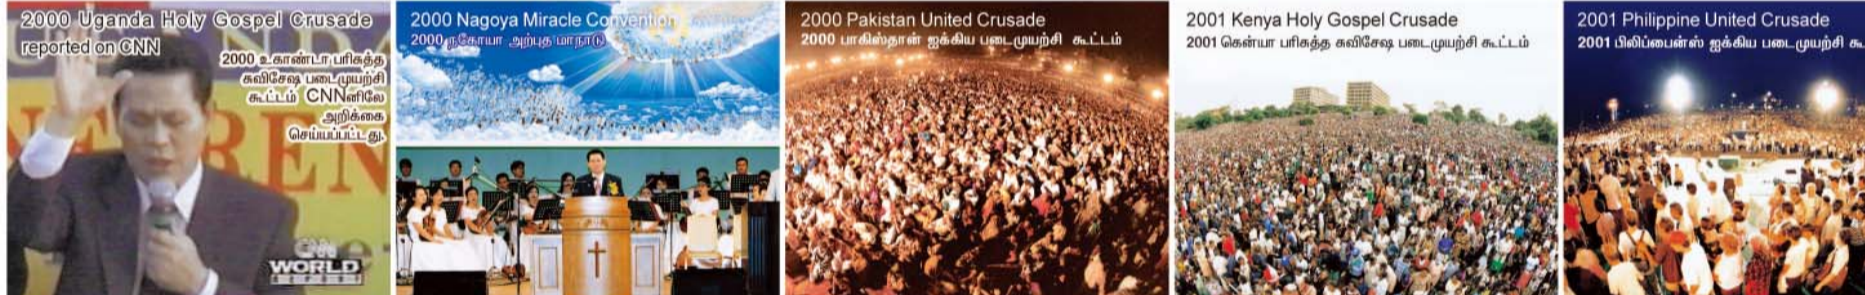 2000 Uganda Holy Gospel Crusade
reported on CNN
2000 உகாண்டா பரிசுத்த
சுவிசேஷ படைமுயற்சி
கூட்டம் CNNனிலே
அறிக்கை
செய்யப்பட்டது.
WORLD
2000 Nagoya Miracle Convention
2000 நகோயா அற்புத மாநாடு
2000 Pakistan United Crusade
2000 பாகிஸ்தான் ஐக்கிய படைமுயற்சி கூட்டம்
2001 Kenya Holy Gospel Crusade
2001 கென்யா பரிசுத்த சுவிசேஷ படைமுயற்சி கூட்டம்
2001 Philippine United Crusade
2001 பிலிப்பைன்ஸ் ஐக்கிய படைமுயற்சி